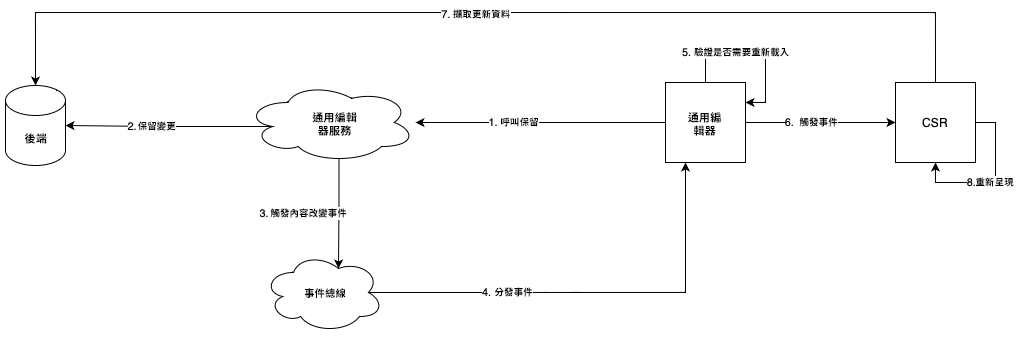 7. 擷取更新資料
5. 驗證是否需要重新載入
後端
2. 保留變更
通用編輯
器服務
1. 呼叫保留
通用編
輯器
6. 觸發事件
CSR
8.重新呈現
3. 觸發內容改變事件
事件總線
4. 分發事件